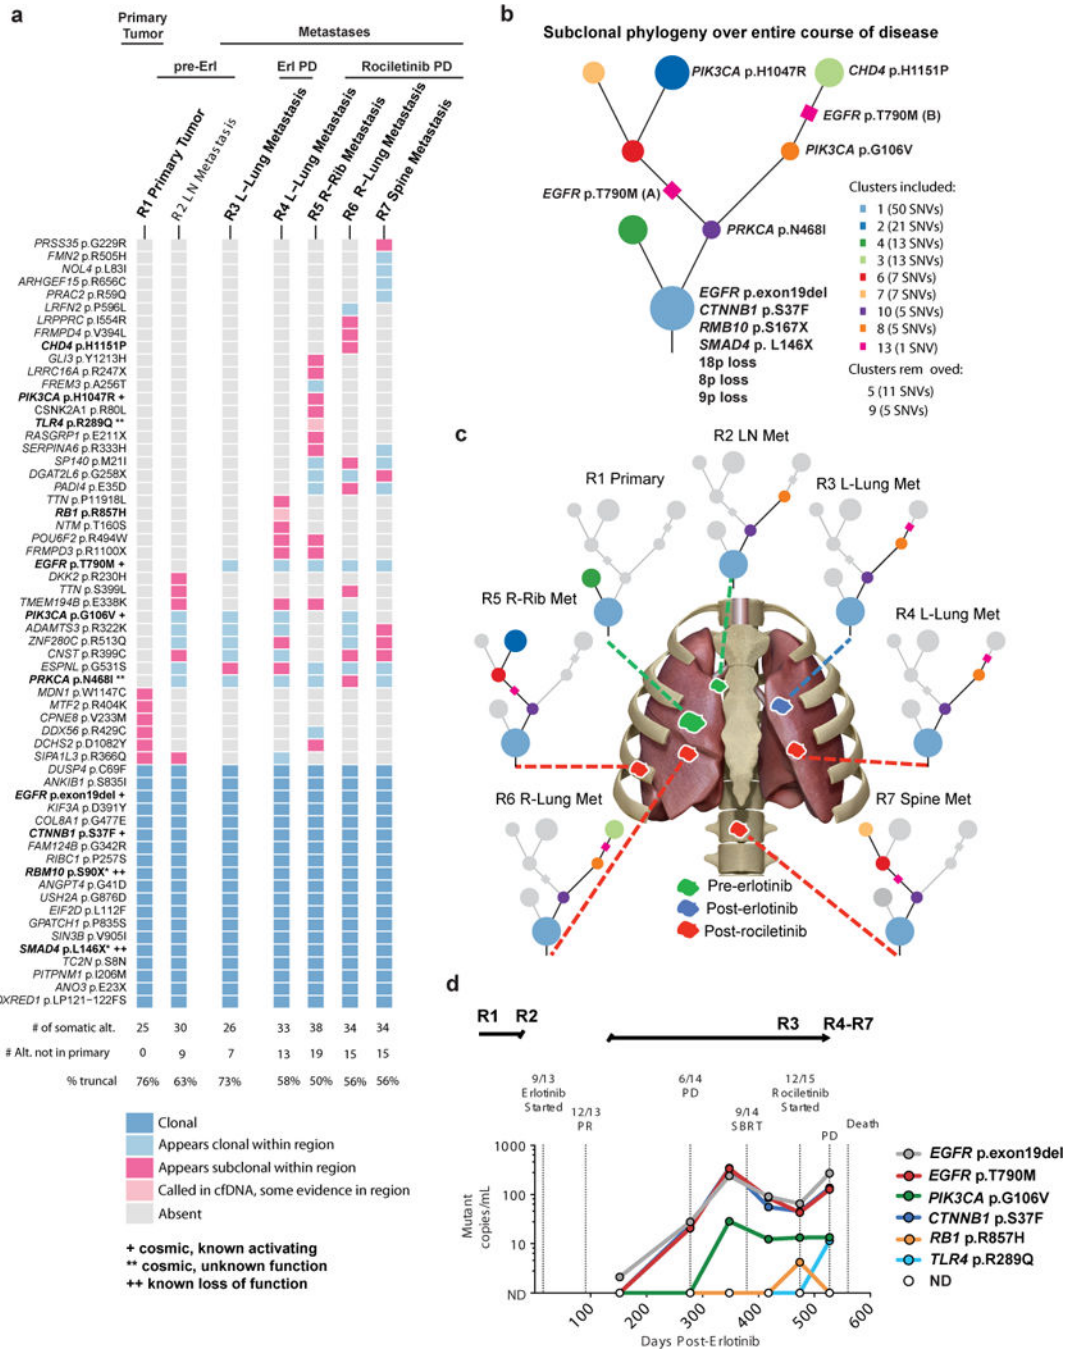 a
Primary
Tumor
Metastases
pre-Erl
Erl PD
Rociletinib PD
R1 Primary Tumor
R2 LN Metastasis
R3 L-Lung Metastasis
R4 L-Lung Metastasis
R5 R-Rib Metastasis
R6 R-Lung Metastasis
R7 Spine Metastasis
PRSS35 p.G229R
FMN2 p.R505H
NOL4 p.L83I
ARHGEF15 p.R656C
PRAC2 p.R59Q
LRFN2 p.P596L
LRPPRC p.I554R
FRMPD4 p.V394L
CHD4 p.H1151P
GLI3 p.Y1213H
LRRC16A p.R247X
FREM3 p.A256T
PIK3CA p.H1047R +
CSNK2A1 p.R80L
TLR4 p.R289Q **
RASGRP1 p.E211X
SERPINA6 p.R333H
SP140 p.M21I
DGAT2L6 p.G258X
PADI4 p.E35D
TTN p.P11918L
RB1 p.R857H
NTM p.T160S
POU6F2 p.R494W
FRMPD3 p.R1100X
EGFR p.T790M +
DKK2 p.R230H
TTN p.S399L
TMEM194B p.E338K
PIK3CA p.G106V +
ADAMTS3 p.R322K
ZNF280C p.R513Q
CNST p.R399C
ESPNL p.G531S
PRKCA p.N468I **
MDN1 p.W1147C
MTF2 p.R404K
CPNE8 p.V233M
DDX56 p.R429C
DCHS2 p.D1082Y
SIPA1L3 p.R366Q
DUSP4 p.C69F
ANKIB1 p.S835I
EGFR p.exon19del +
KIF3A p.D391Y
COL8A1 p.G477E
CTNNB1 p.S37F +
FAM124B p.G342R
RIBC1 p.P257S
RBM10 p.S90X* ++
ANGPT4 p.G41D
USH2A p.G876D
EIF2D p.L112F
GPATCH1 p.P835S
SIN3B p.V905I
SMAD4 p.L146X* ++
TC2N p.S8N
PITPNM1 p.I206M
ANO3 p.E23X
OXRED1 p.LP121-122FS
# of somatic alt. 25 30 26 33 38 34 34
# Alt. not in primary 0 9 7 13 19 15 15
% truncal 76% 63% 73% 58% 50% 56% 56%
Clonal
Appears clonal within region
Appears subclonal within region
Called in cfDNA, some evidence in region
Absent
+ cosmic, known activating
** cosmic, unknown function
++ known loss of function
b
Subclonal phylogeny over entire course of disease
PIK3CA p.H1047R
CHD4 p.H1151P
EGFR p.T790M (B)
PIK3CA p.G106V
EGFR p.T790M (A)
PRKCA p.N468I
EGFR p.exon19del
CTNNB1 p.S37F
RMB10 p.S167X
SMAD4 p. L146X
18p loss
8p loss
9p loss
Clusters included:
1 (50 SNVs)
2 (21 SNVs)
4 (13 SNVs)
3 (13 SNVs)
6 (7 SNVs)
7 (7 SNVs)
10 (5 SNVs)
8 (5 SNVs)
13 (1 SNV)
Clusters rem oved:
5 (11 SNVs)
9 (5 SNVs)
c
R2 LN Met
R1 Primary
R3 L-Lung Met
R5 R-Rib Met
R4 L-Lung Met
R6 R-Lung Met
R7 Spine Met
Pre-erlotinib
Post-erlotinib
Post-rociletinib
d
R1 R2 R3 R4-R7
9/13
Erlotinib
Started
12/13
PR
6/14
PD
9/14
SBRT
12/15
Rociletinib
Started
PD
Death
1000
100
10
ND
Mutant
copies/mL
100 200 300 400 500 600
Days Post-Erlotinib
EGFR p.exon19del
EGFR p.T790M
PIK3CA p.G106V
CTNNB1 p.S37F
RB1 p.R857H
TLR4 p.R289Q
ND